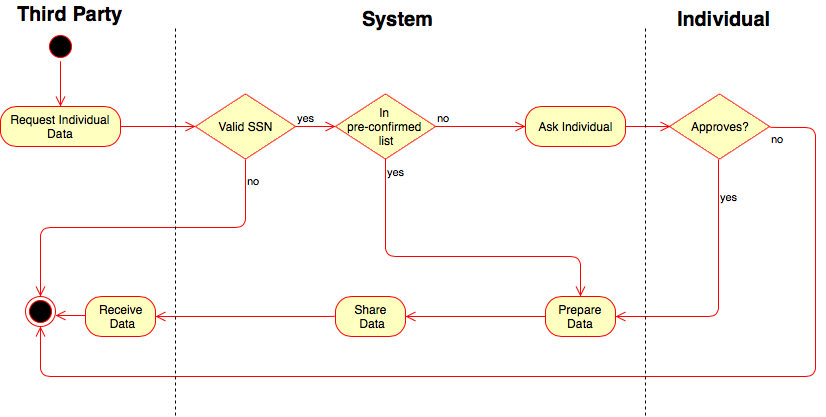 Third Party
System
Individual
Request Individual
Data
Valid SSN
yes
In
pre-confirmed
list
no
Ask Individual
Approves?
no
no
yes
yes
Receive
Data
Share
Data
Prepare
Data